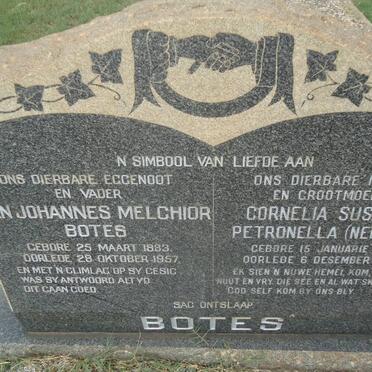 'N SIMBOOL VAN LIEFDE AAN
ONS DIERBARE EGGENOOT
EN VADER
JOHANNES MELCHIOR
BOTES
GEBORE 25 MAART 1883.
OORLEDE 28 OKTOBER 1957.
EN MET 'N GLIMLAG OP SY GESIG
WAS SY ANTWOORD ALTYD
DIT GAAN GOED
ONS DIERBARE
EN GROOTMOE
CORNELIA SUS
PETRONELLA (NE
GEBORE 15 JANUARIE
OORLEDE 6 DESEMBER
EK SIEN 'N NUWE HEMEL KOM,
NUUT EN VRY, DIE SEE EN AL WAT SK
GOD SELF KOM BY ONS BLY.
SAG ONTSLAAP
BOTES